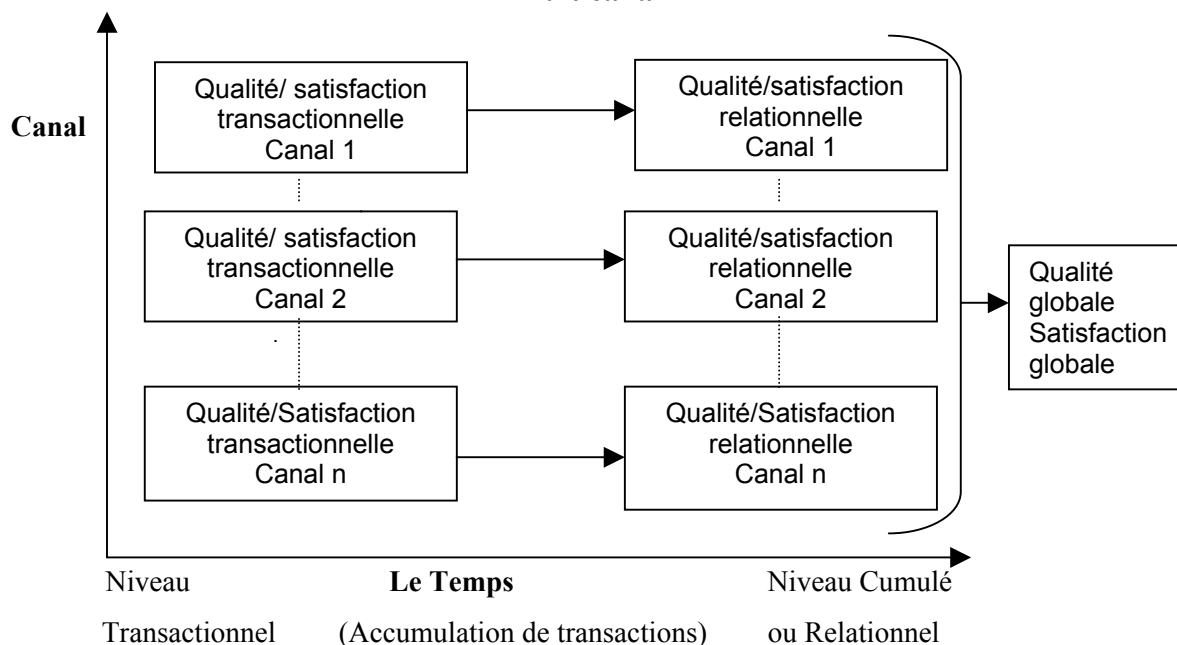 Qualité/ satisfaction
transactionnelle
Canal 1
Qualité/satisfaction
relationnelle
Canal 1
Canal
Qualité/ satisfaction
transactionnelle
Canal 2
Qualité/satisfaction
relationnelle
Canal 2
Qualité
globale
Satisfaction
globale
Qualité/Satisfaction
transactionnelle
Canal n
Qualité/Satisfaction
relationnelle
Canal n
Niveau
Transactionnel
Le Temps
(Accumulation de transactions)
Niveau Cumulé
ou Relationnel